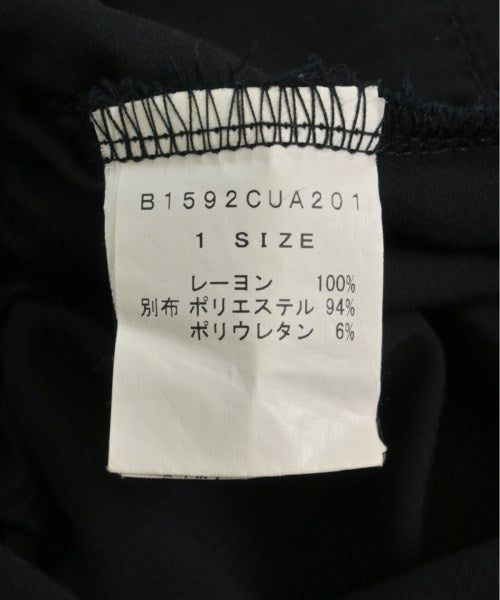 B1592CUA201
1 SIZE
レーヨン 100%
別布 ポリエステル 94%
ポリウレタン 6%